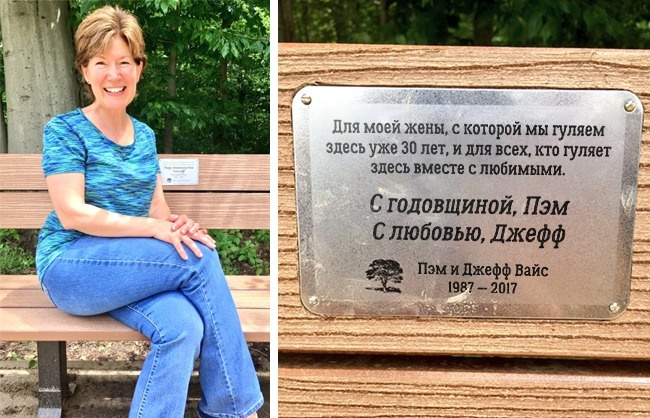 Для моей жены, с которой мы гуляем
здесь уже 30 лет, и для всех, кто гуляет
здесь вместе с любимыми.
С годовщиной, Пэм
С любовью, Джефф
Пэм и Джефф Вайс
1987 – 2017